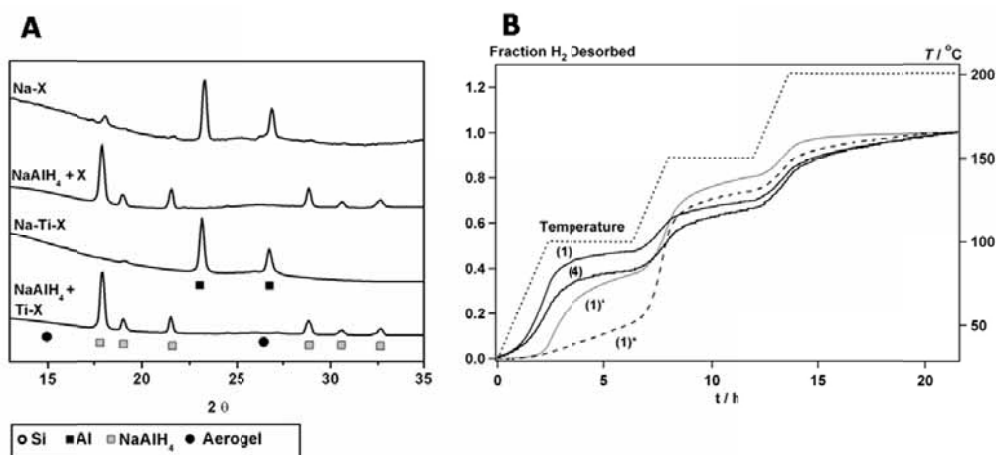 A
Na-X
NaAlH4 + X
Na-Ti-X
NaAlH4 +
Ti-X
15 20 25 30 35
2 θ
Si Al NaAlH4 Aerogel
B
Fraction H2 Desorbed
T / °C
1.2
1.0
0.8
0.6
0.4
0.2
0.0
200
150
100
50
Temperature
(1)
(4)
(1)'
(1)"
0 5 10 15 20
t / h